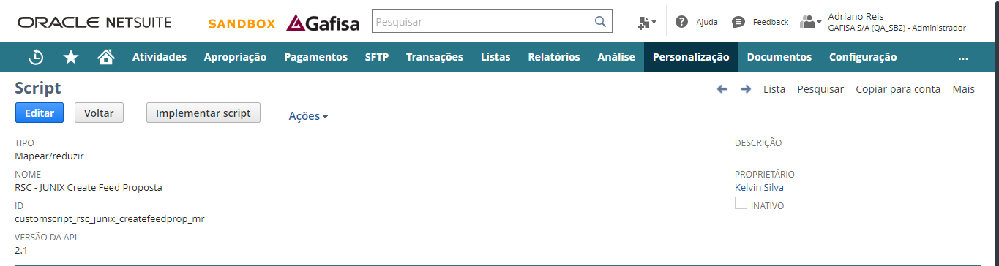 ORACLE NETSUITE
SANDBOX
Gafisa
Pesquisar
Ajuda
Feedback
Adriano Reis
GAFISA S/A (QA_SB2) - Administrador
Atividades Apropriação Pagamentos SFTP Transações Listas Relatórios Análise Personalização Documentos Configuração ...
Script
Lista Pesquisar Copiar para conta Mais
Editar Voltar Implementar script Ações
TIPO
Mapear/reduzir
NOME
RSC - JUNIX Create Feed Proposta
ID
customscript_rsc_junix_createfeedprop_mr
VERSÃO DA API
2.1
DESCRIÇÃO
PROPRIETÁRIO
Kelvin Silva
INATIVO